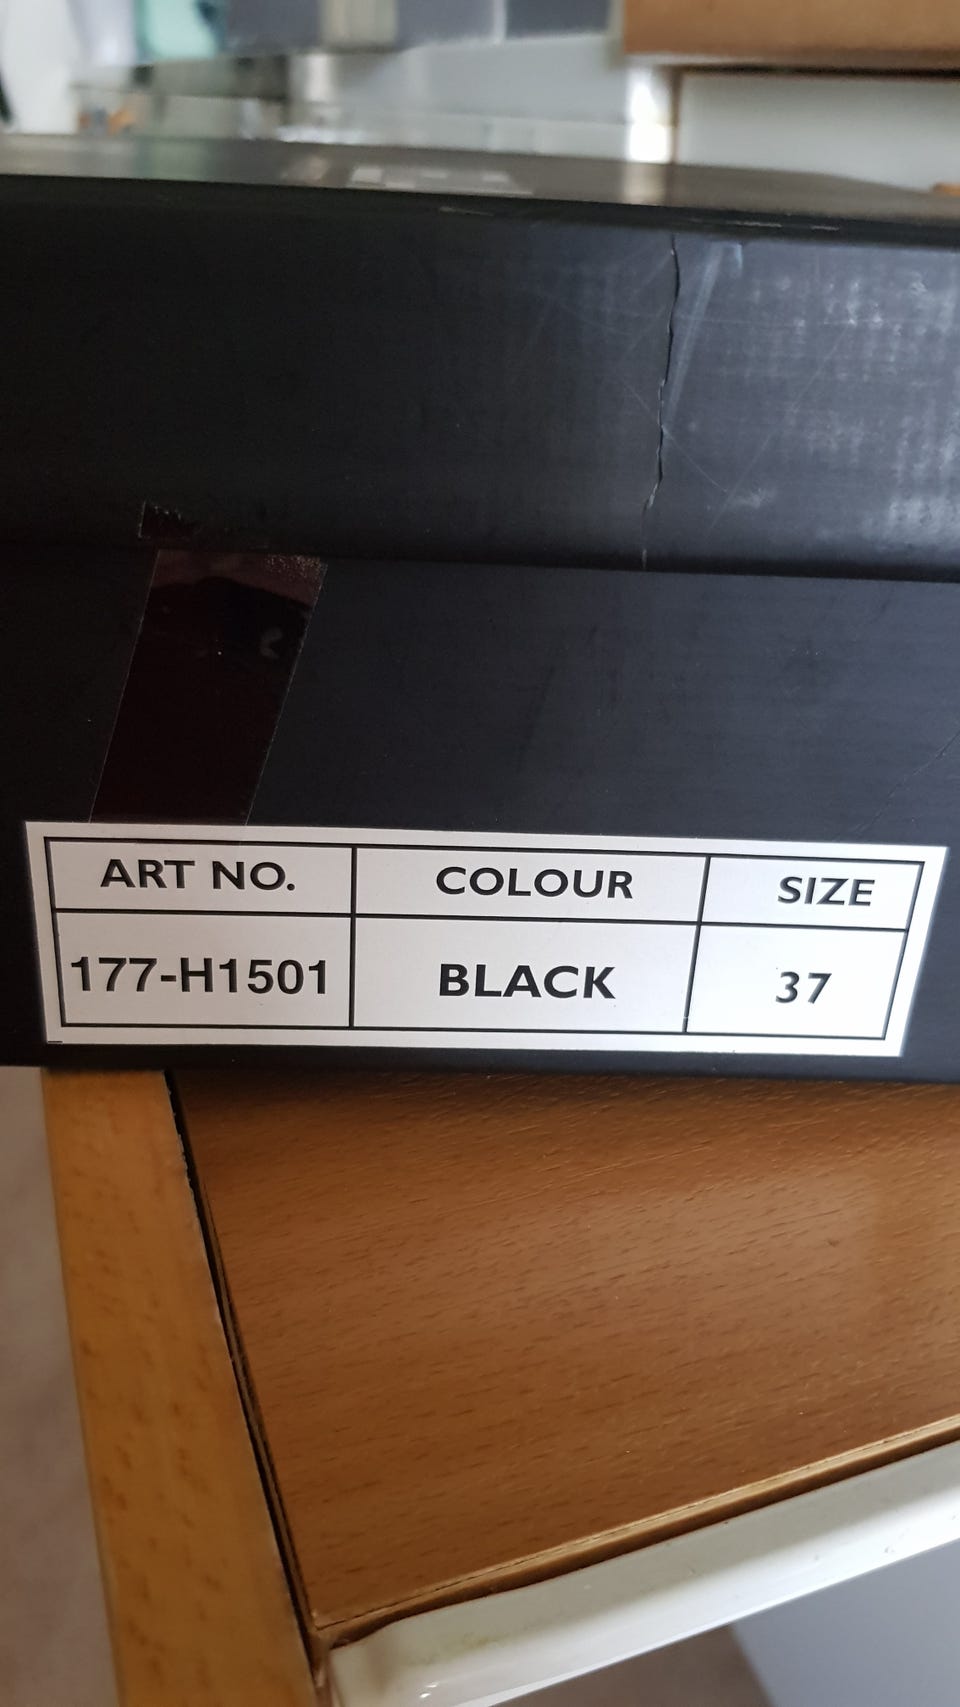 ART NO. COLOUR SIZE
177-H1501 BLACK 37